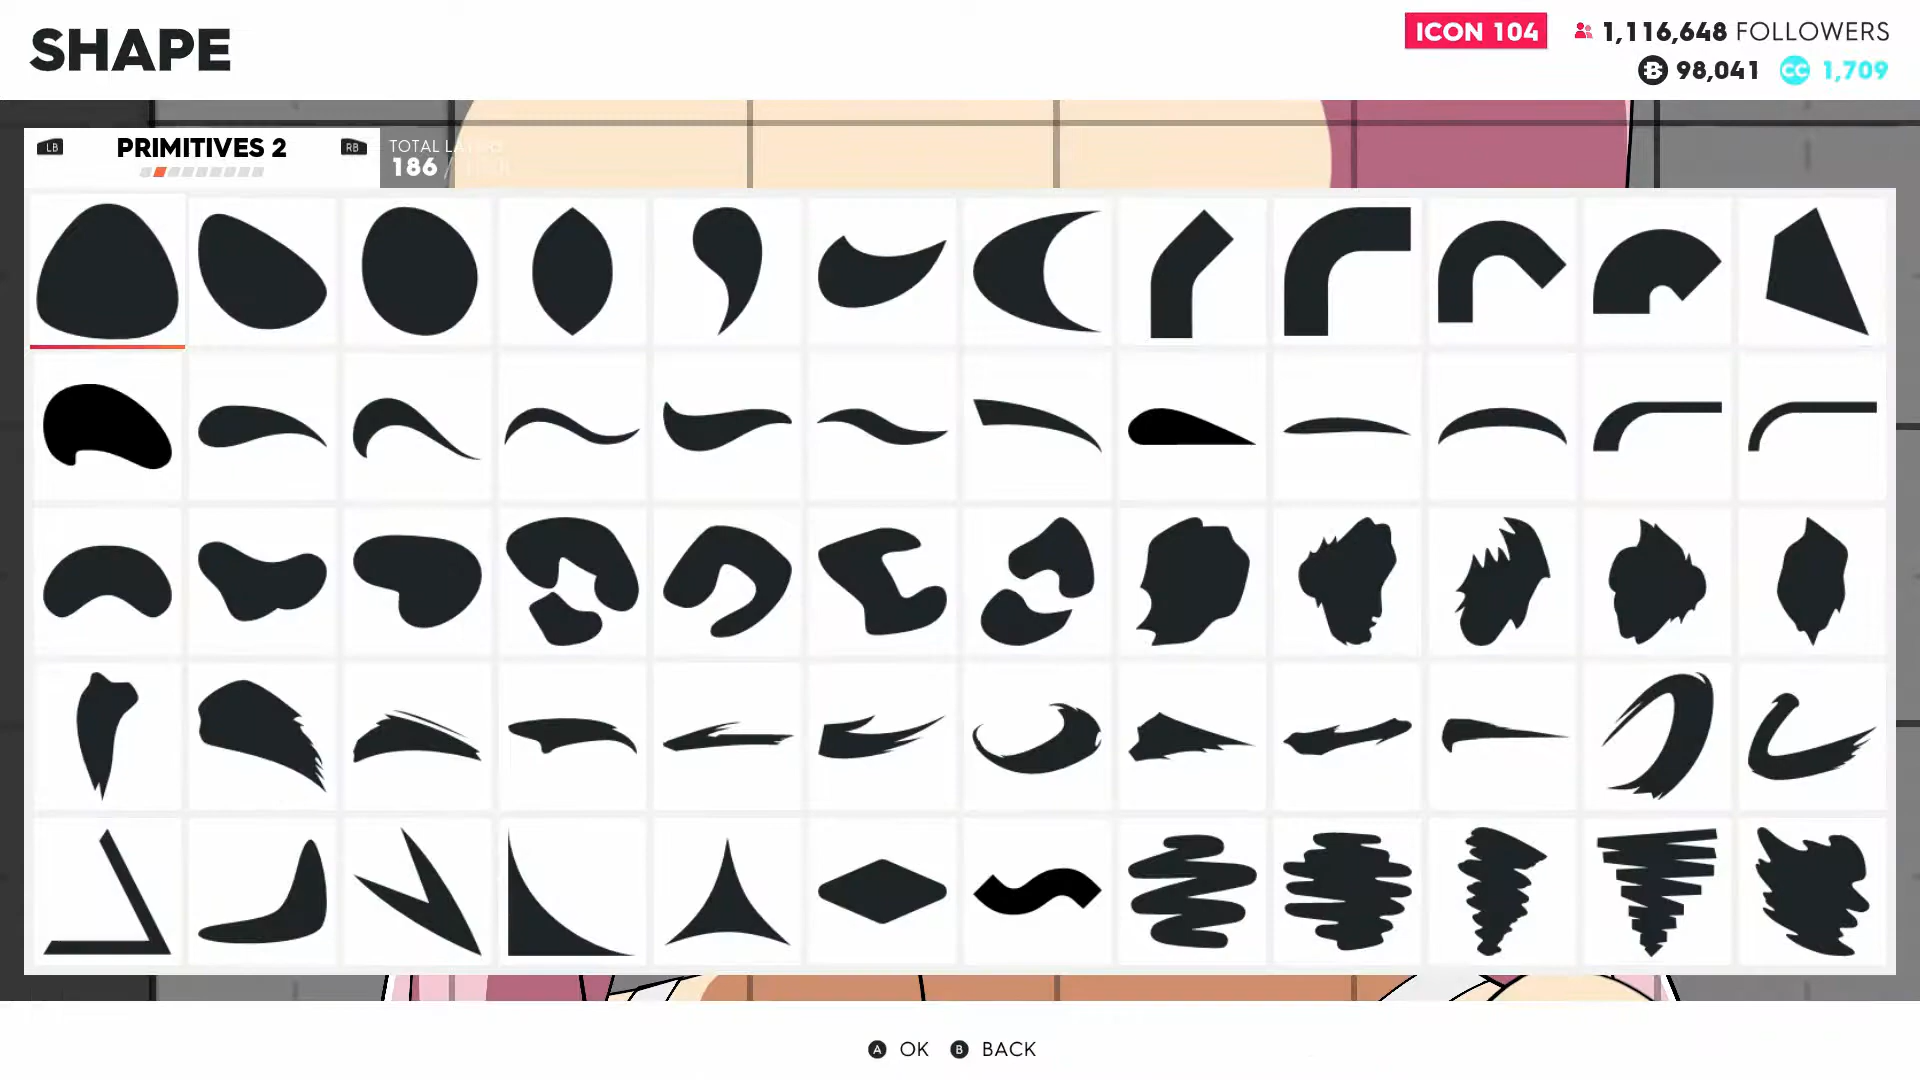 SHAPE
ICON 104
1,116,648 FOLLOWERS
98,041 CC 1,709
LB PRIMITIVES 2 RB
TOTAL
186 /
A OK B BACK